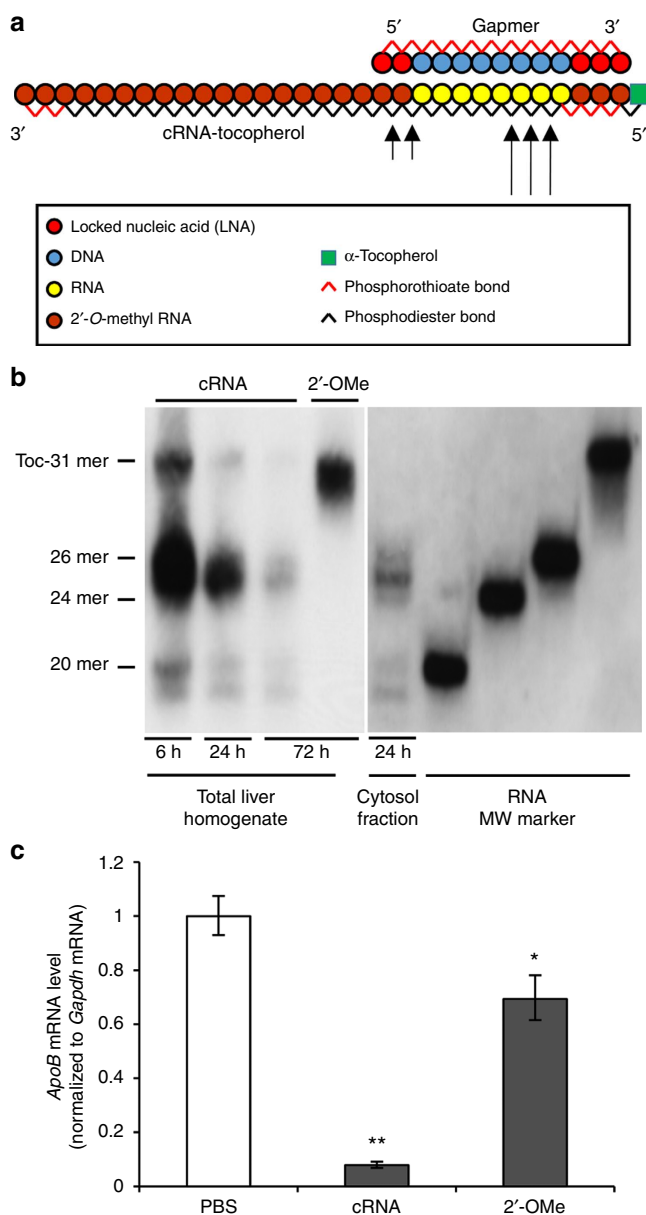 a
5′ Gapmer 3′
3′ cRNA-tocopherol 5′
Locked nucleic acid (LNA)
DNA
RNA
2′-O-methyl RNA
α-Tocopherol
Phosphorothioate bond
Phosphodiester bond
b
cRNA 2′-OMe
Toc-31 mer
26 mer
24 mer
20 mer
6 h 24 h 72 h 24 h
Total liver
homogenate
Cytosol
fraction
RNA
MW marker
c
ApoB mRNA level
(normalized to Gapdh mRNA)
1.2
1
0.8
0.6
0.4
0.2
0
**
*
PBS cRNA 2′-OMe